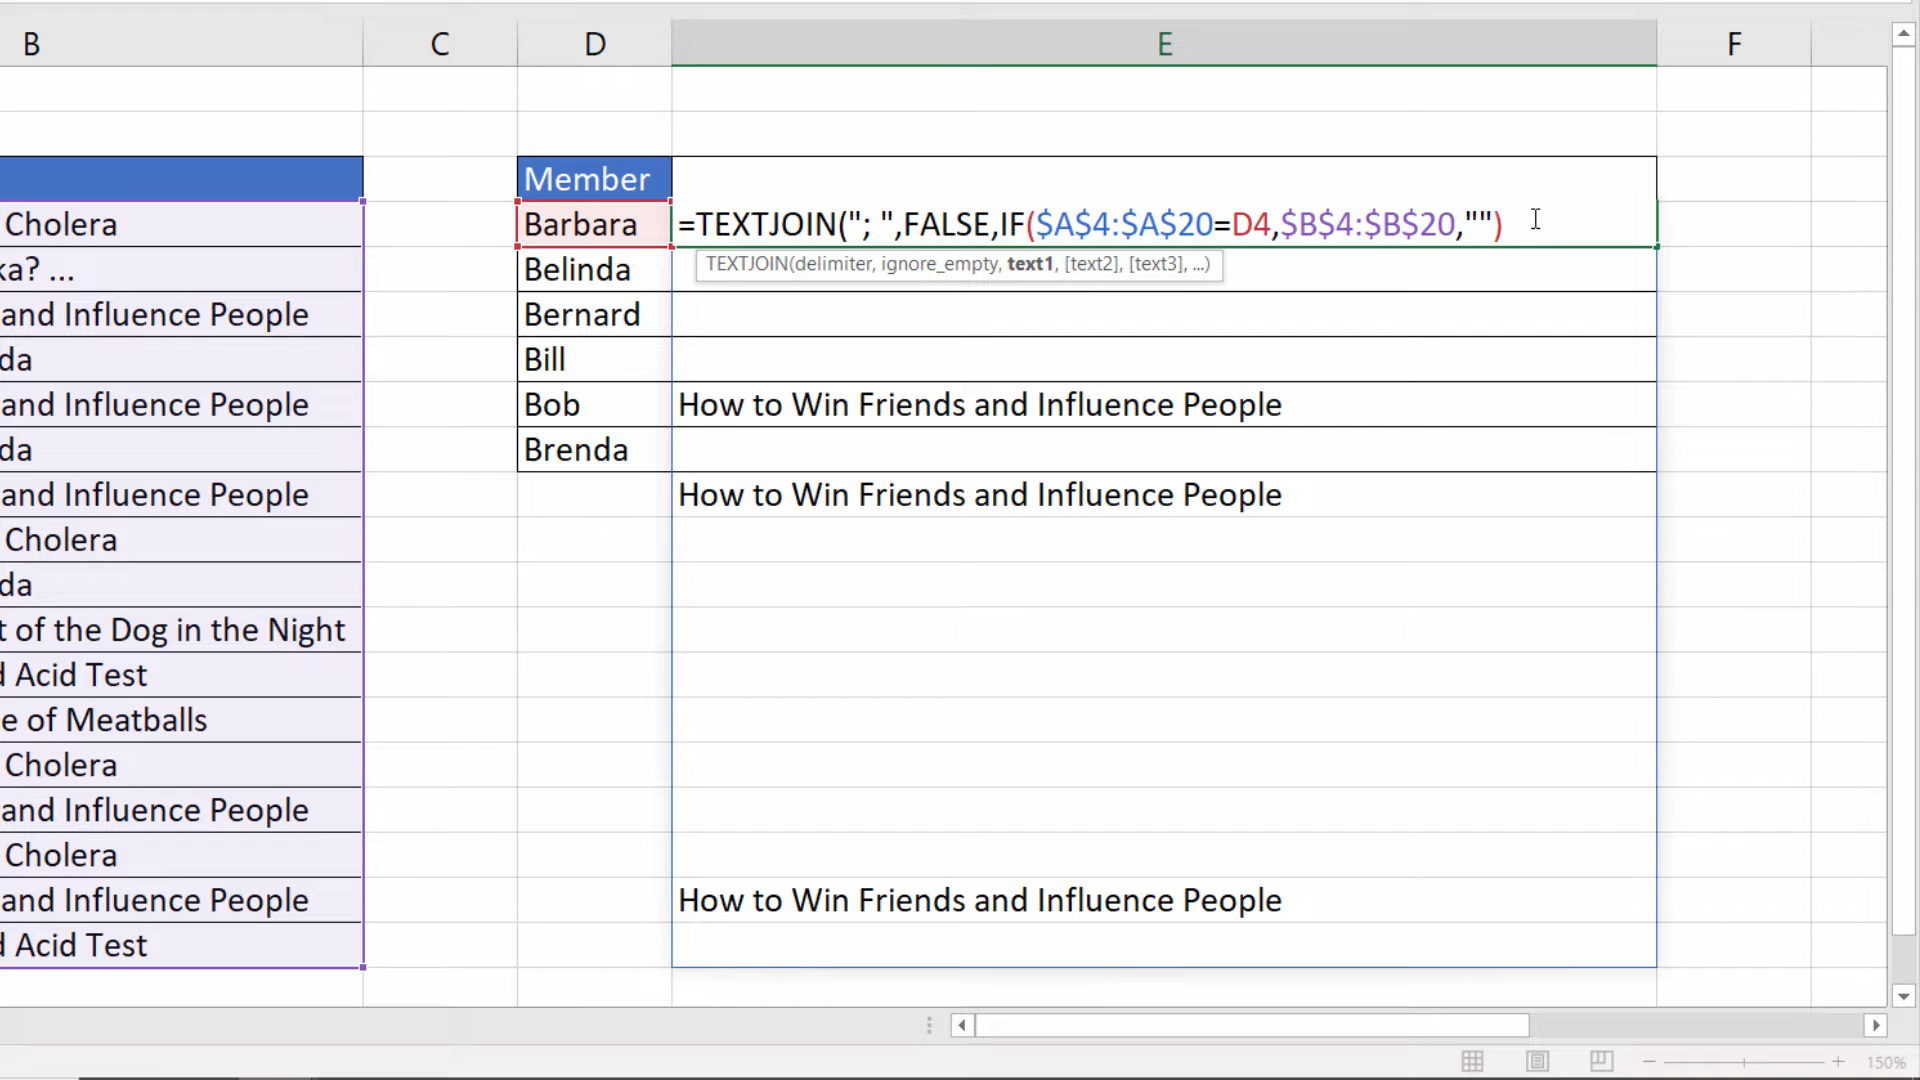 B C D E F
Member
Cholera Barbara =TEXTJOIN("; ",FALSE,IF($A$4:$A$20=D4,$B$4:$B$20,"")
ka? ... Belinda TEXTJOIN(delimiter, ignore_empty, text1, [text2], [text3], ...)
and Influence People Bernard
da Bill
and Influence People Bob How to Win Friends and Influence People
da Brenda
and Influence People How to Win Friends and Influence People
Cholera
da
t of the Dog in the Night
d Acid Test
e of Meatballs
Cholera
and Influence People
Cholera
and Influence People How to Win Friends and Influence People
d Acid Test
150%